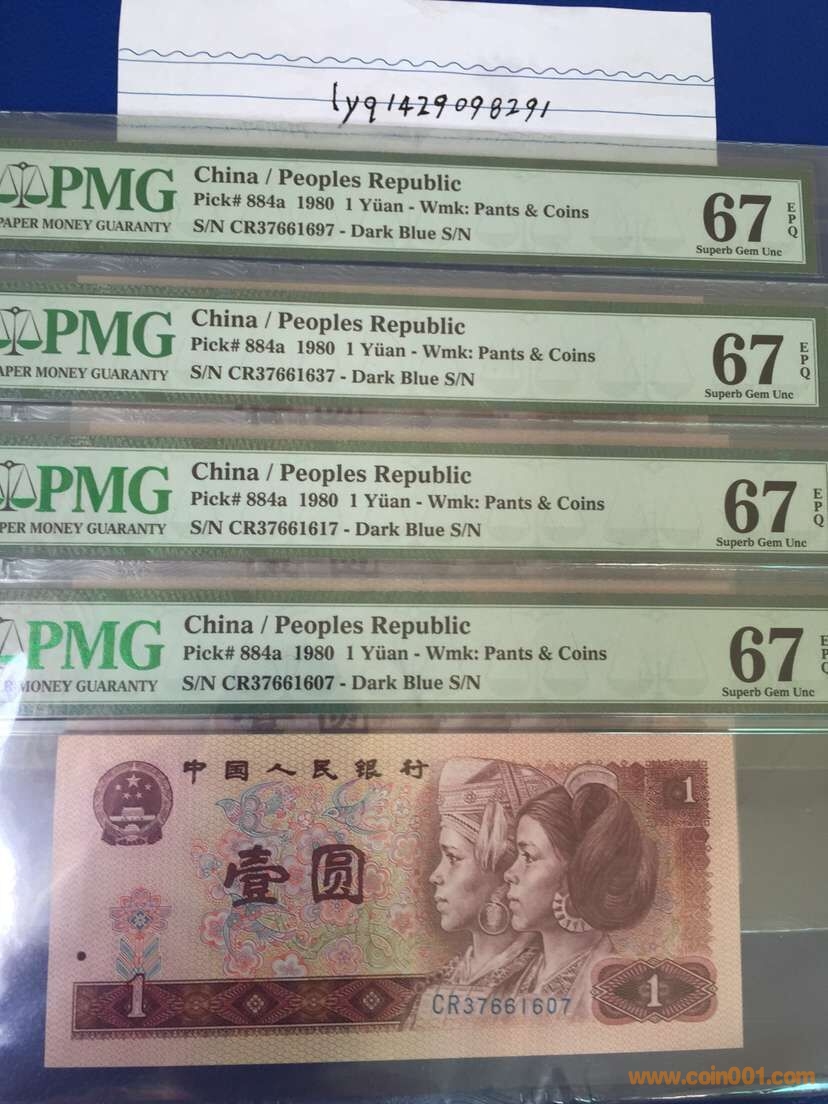 lyq1429098291
PMG
PAPER MONEY GUARANTY
China / Peoples Republic
Pick# 884a 1980 1 Yüan - Wmk: Pants & Coins
S/N CR37661697 - Dark Blue S/N
67
EPQ
Superb Gem Unc
PMG
APER MONEY GUARANTY
China / Peoples Republic
Pick# 884a 1980 1 Yüan - Wmk: Pants & Coins
S/N CR37661637 - Dark Blue S/N
67
EPQ
Superb Gem Unc
PMG
PER MONEY GUARANTY
China / Peoples Republic
Pick# 884a 1980 1 Yüan - Wmk: Pants & Coins
S/N CR37661617 - Dark Blue S/N
67
EPQ
Superb Gem Unc
PMG
R MONEY GUARANTY
China / Peoples Republic
Pick# 884a 1980 1 Yüan - Wmk: Pants & Coins
S/N CR37661607 - Dark Blue S/N
67
EPQ
Superb Gem Unc
中国人民银行
1
壹圆
1
CR37661607
1
www.coin001.com